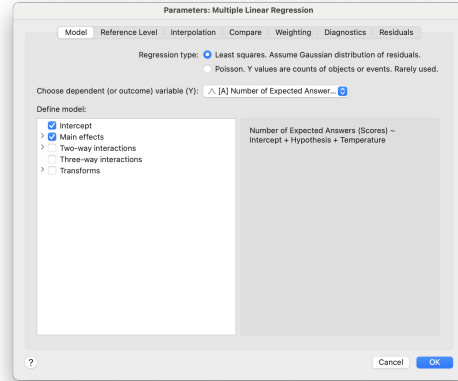 Parameters: Multiple Linear Regression
Model Reference Level Interpolation Compare Weighting Diagnostics Residuals
Regression type: Least squares. Assume Gaussian distribution of residuals.
Poisson. Y values are counts of objects or events. Rarely used.
Choose dependent (or outcome) variable (Y): [A] Number of Expected Answer...
Define model:
Intercept
Main effects
Two-way interactions
Three-way interactions
Transforms
Number of Expected Answers (Scores) ~
Intercept + Hypothesis + Temperature
? Cancel OK